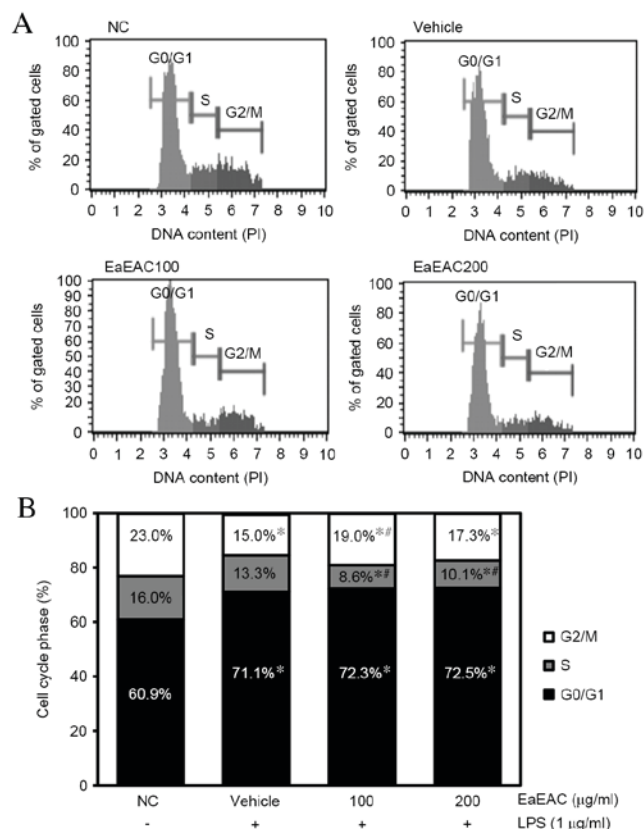 A
NC
% of gated cells
100
80
60
40
20
0
G0/G1
S
G2/M
0 1 2 3 4 5 6 7 8 9 10
DNA content (PI)
Vehicle
% of gated cells
100
80
60
40
20
0
G0/G1
S
G2/M
0 1 2 3 4 5 6 7 8 9 10
DNA content (PI)
EaEAC100
% of gated cells
100
90
80
70
60
50
40
30
20
10
0
G0/G1
S
G2/M
0 1 2 3 4 5 6 7 8 9 10
DNA content (PI)
EaEAC200
% of gated cells
100
80
60
40
20
0
G0/G1
S
G2/M
0 1 2 3 4 5 6 7 8 9 10
DNA content (PI)
B
Cell cycle phase (%)
100
80
60
40
20
0
23.0% 15.0%* 19.0%*# 17.3%*
16.0% 13.3% 8.6%*# 10.1%*#
60.9% 71.1%* 72.3%* 72.5%*
G2/M
S
G0/G1
NC Vehicle 100 200 EaEAC (µg/ml)
- + + + LPS (1 µg/ml)